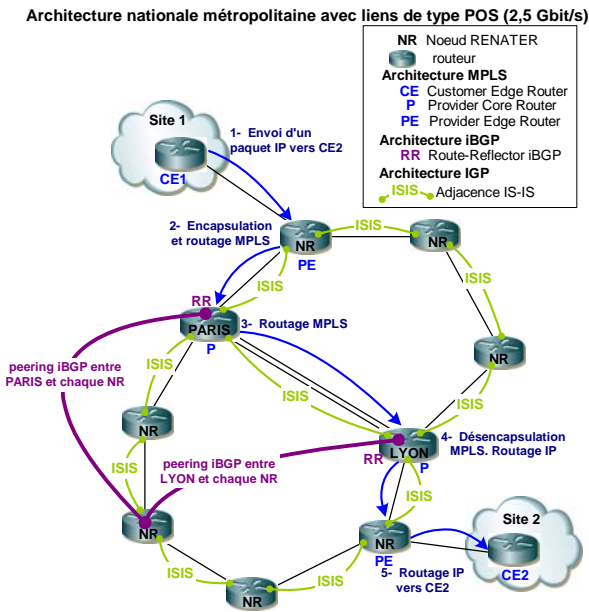 Architecture nationale métropolitaine avec liens de type POS (2,5 Gbit/s)
NR Noeud RENATER
routeur
Architecture MPLS
CE Customer Edge Router
P Provider Core Router
PE Provider Edge Router
Architecture iBGP
RR Route-Reflector iBGP
Architecture IGP
ISIS Adjacence IS-IS
Site 1
CE1
1- Envoi d'un
paquet IP vers CE2
2- Encapsulation
et routage MPLS
NR
PE
ISIS
NR
ISIS
ISIS
RR
PARIS
P
3- Routage MPLS
NR
peering iBGP entre
PARIS et chaque NR
ISIS
ISIS
ISIS
NR
4- Désencapsulation
MPLS. Routage IP
LYON
RR
P
peering iBGP entre
LYON et chaque NR
ISIS
ISIS
NR
NR
PE
Site 2
CE2
5- Routage IP
vers CE2
ISIS
ISIS
NR